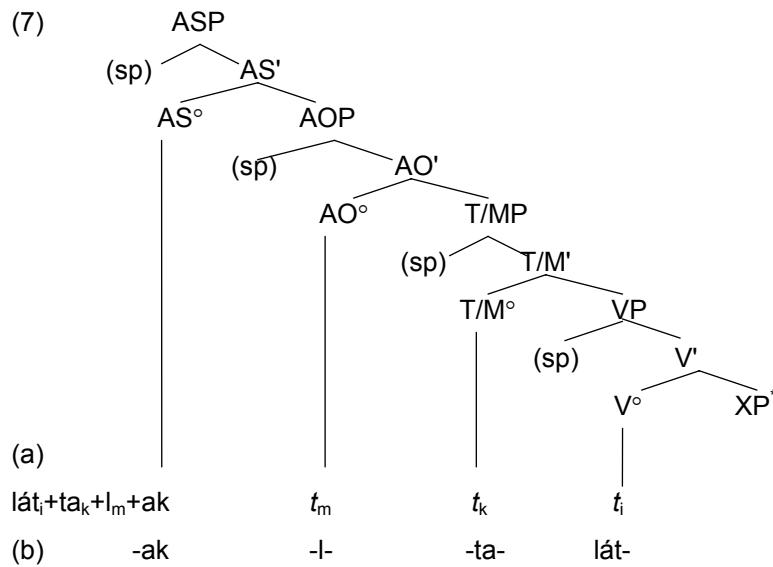 (7) ASP
(sp) AS'
AS° AOP
(sp) AO'
AO° T/MP
(sp) T/M'
T/M° VP
(sp) V'
V° XP*
(a)
látᵢ+taₖ+lₘ+ak tₘ tₖ tᵢ
(b) -ak -l- -ta- lát-